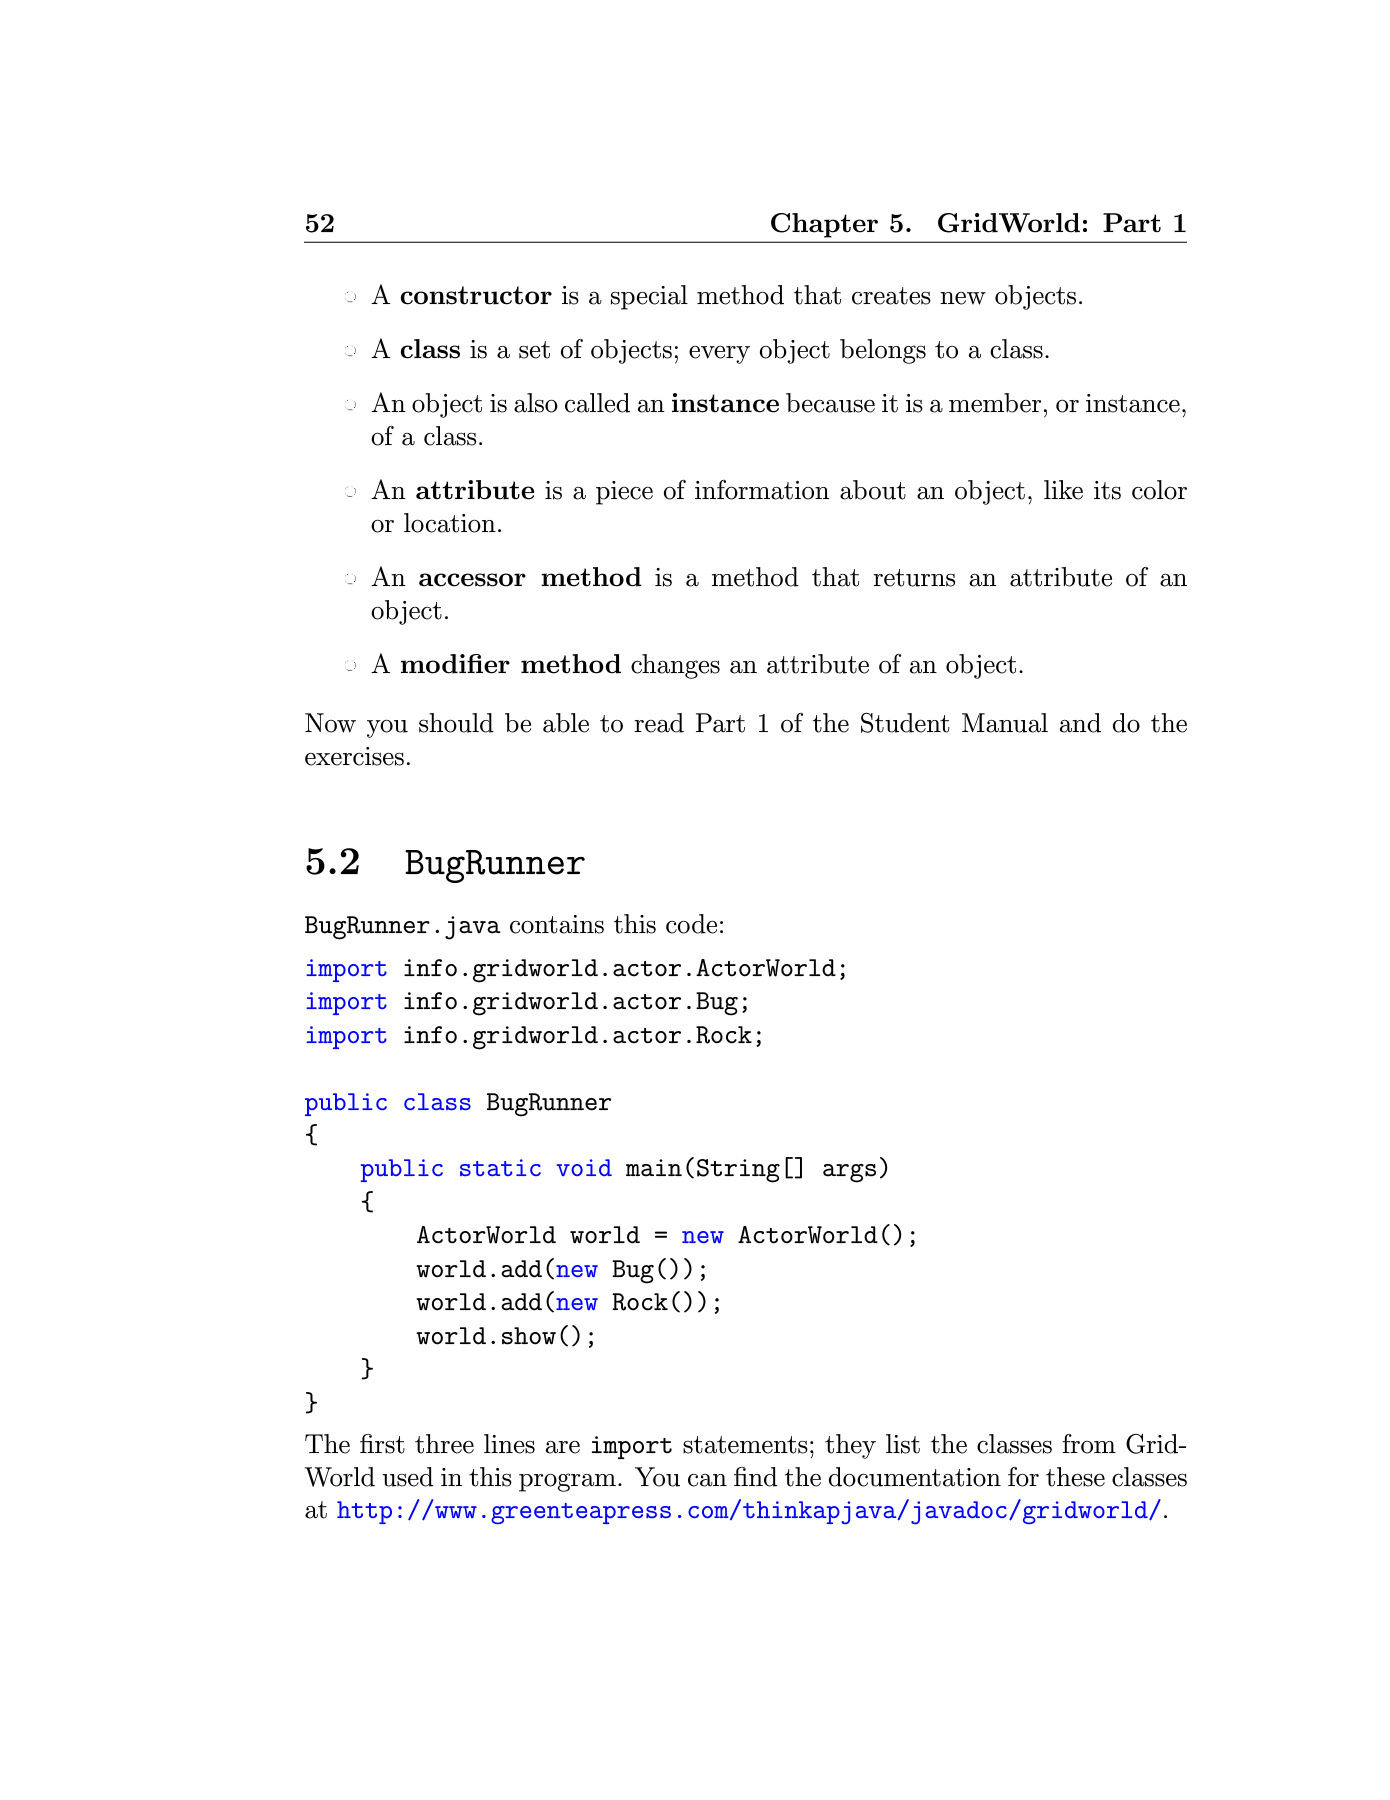 52 Chapter 5. GridWorld: Part 1
◦ A constructor is a special method that creates new objects.
◦ A class is a set of objects; every object belongs to a class.
◦ An object is also called an instance because it is a member, or instance,
of a class.
◦ An attribute is a piece of information about an object, like its color
or location.
◦ An accessor method is a method that returns an attribute of an
object.
◦ A modifier method changes an attribute of an object.
Now you should be able to read Part 1 of the Student Manual and do the
exercises.
5.2 BugRunner
BugRunner.java contains this code:
import info.gridworld.actor.ActorWorld;
import info.gridworld.actor.Bug;
import info.gridworld.actor.Rock;
public class BugRunner
{
    public static void main(String[] args)
    {
        ActorWorld world = new ActorWorld();
        world.add(new Bug());
        world.add(new Rock());
        world.show();
    }
}
The first three lines are import statements; they list the classes from Grid-
World used in this program. You can find the documentation for these classes
at http://www.greenteapress.com/thinkapjava/javadoc/gridworld/.